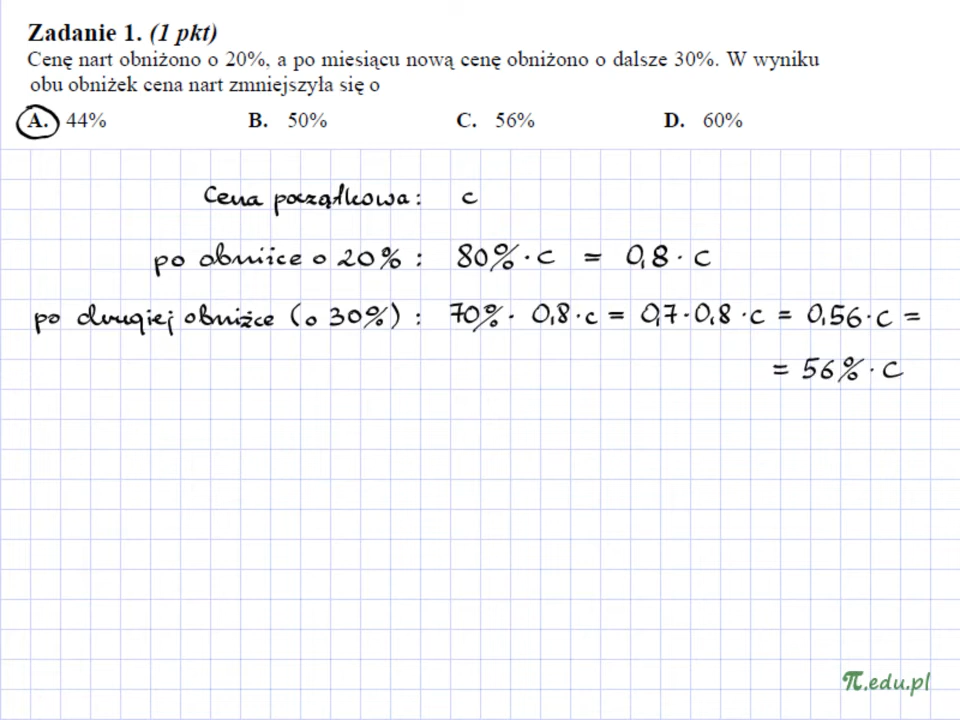 Zadanie 1. (1 pkt)
Cenę nart obniżono o 20%, a po miesiącu nową cenę obniżono o dalsze 30%. W wyniku
obu obniżek cena nart zmniejszyła się o
A. 44% B. 50% C. 56% D. 60%
Cena początkowa: c
po obniżce o 20% : 80% · c = 0,8 · c
po drugiej obniżce (o 30%) : 70% · 0,8 · c = 0,7 · 0,8 · c = 0,56 · c =
= 56% · c
π.edu.pl